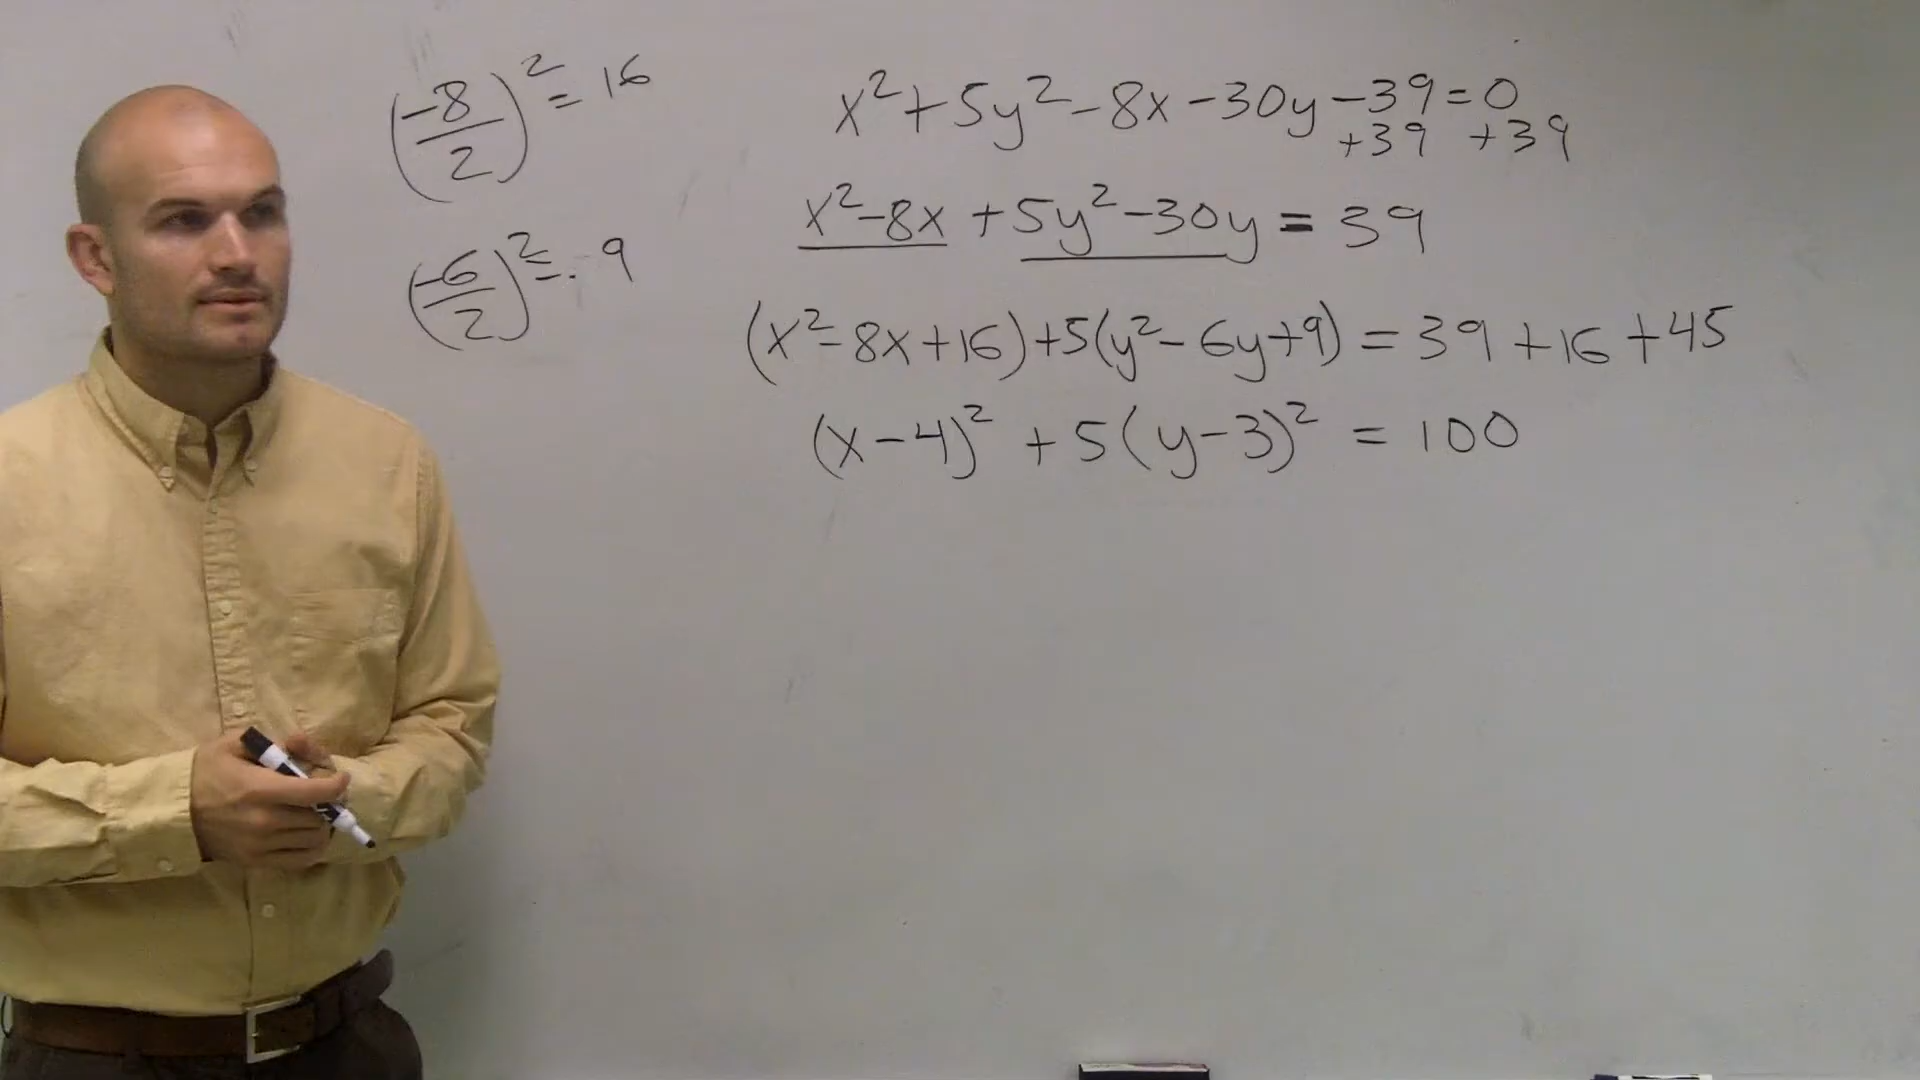 (-8/2)² = 16
(-6/2)² = 9
x² + 5y² - 8x - 30y - 39 = 0
+39 +39
x² - 8x + 5y² - 30y = 39
(x² - 8x + 16) + 5(y² - 6y + 9) = 39 + 16 + 45
(x - 4)² + 5(y - 3)² = 100